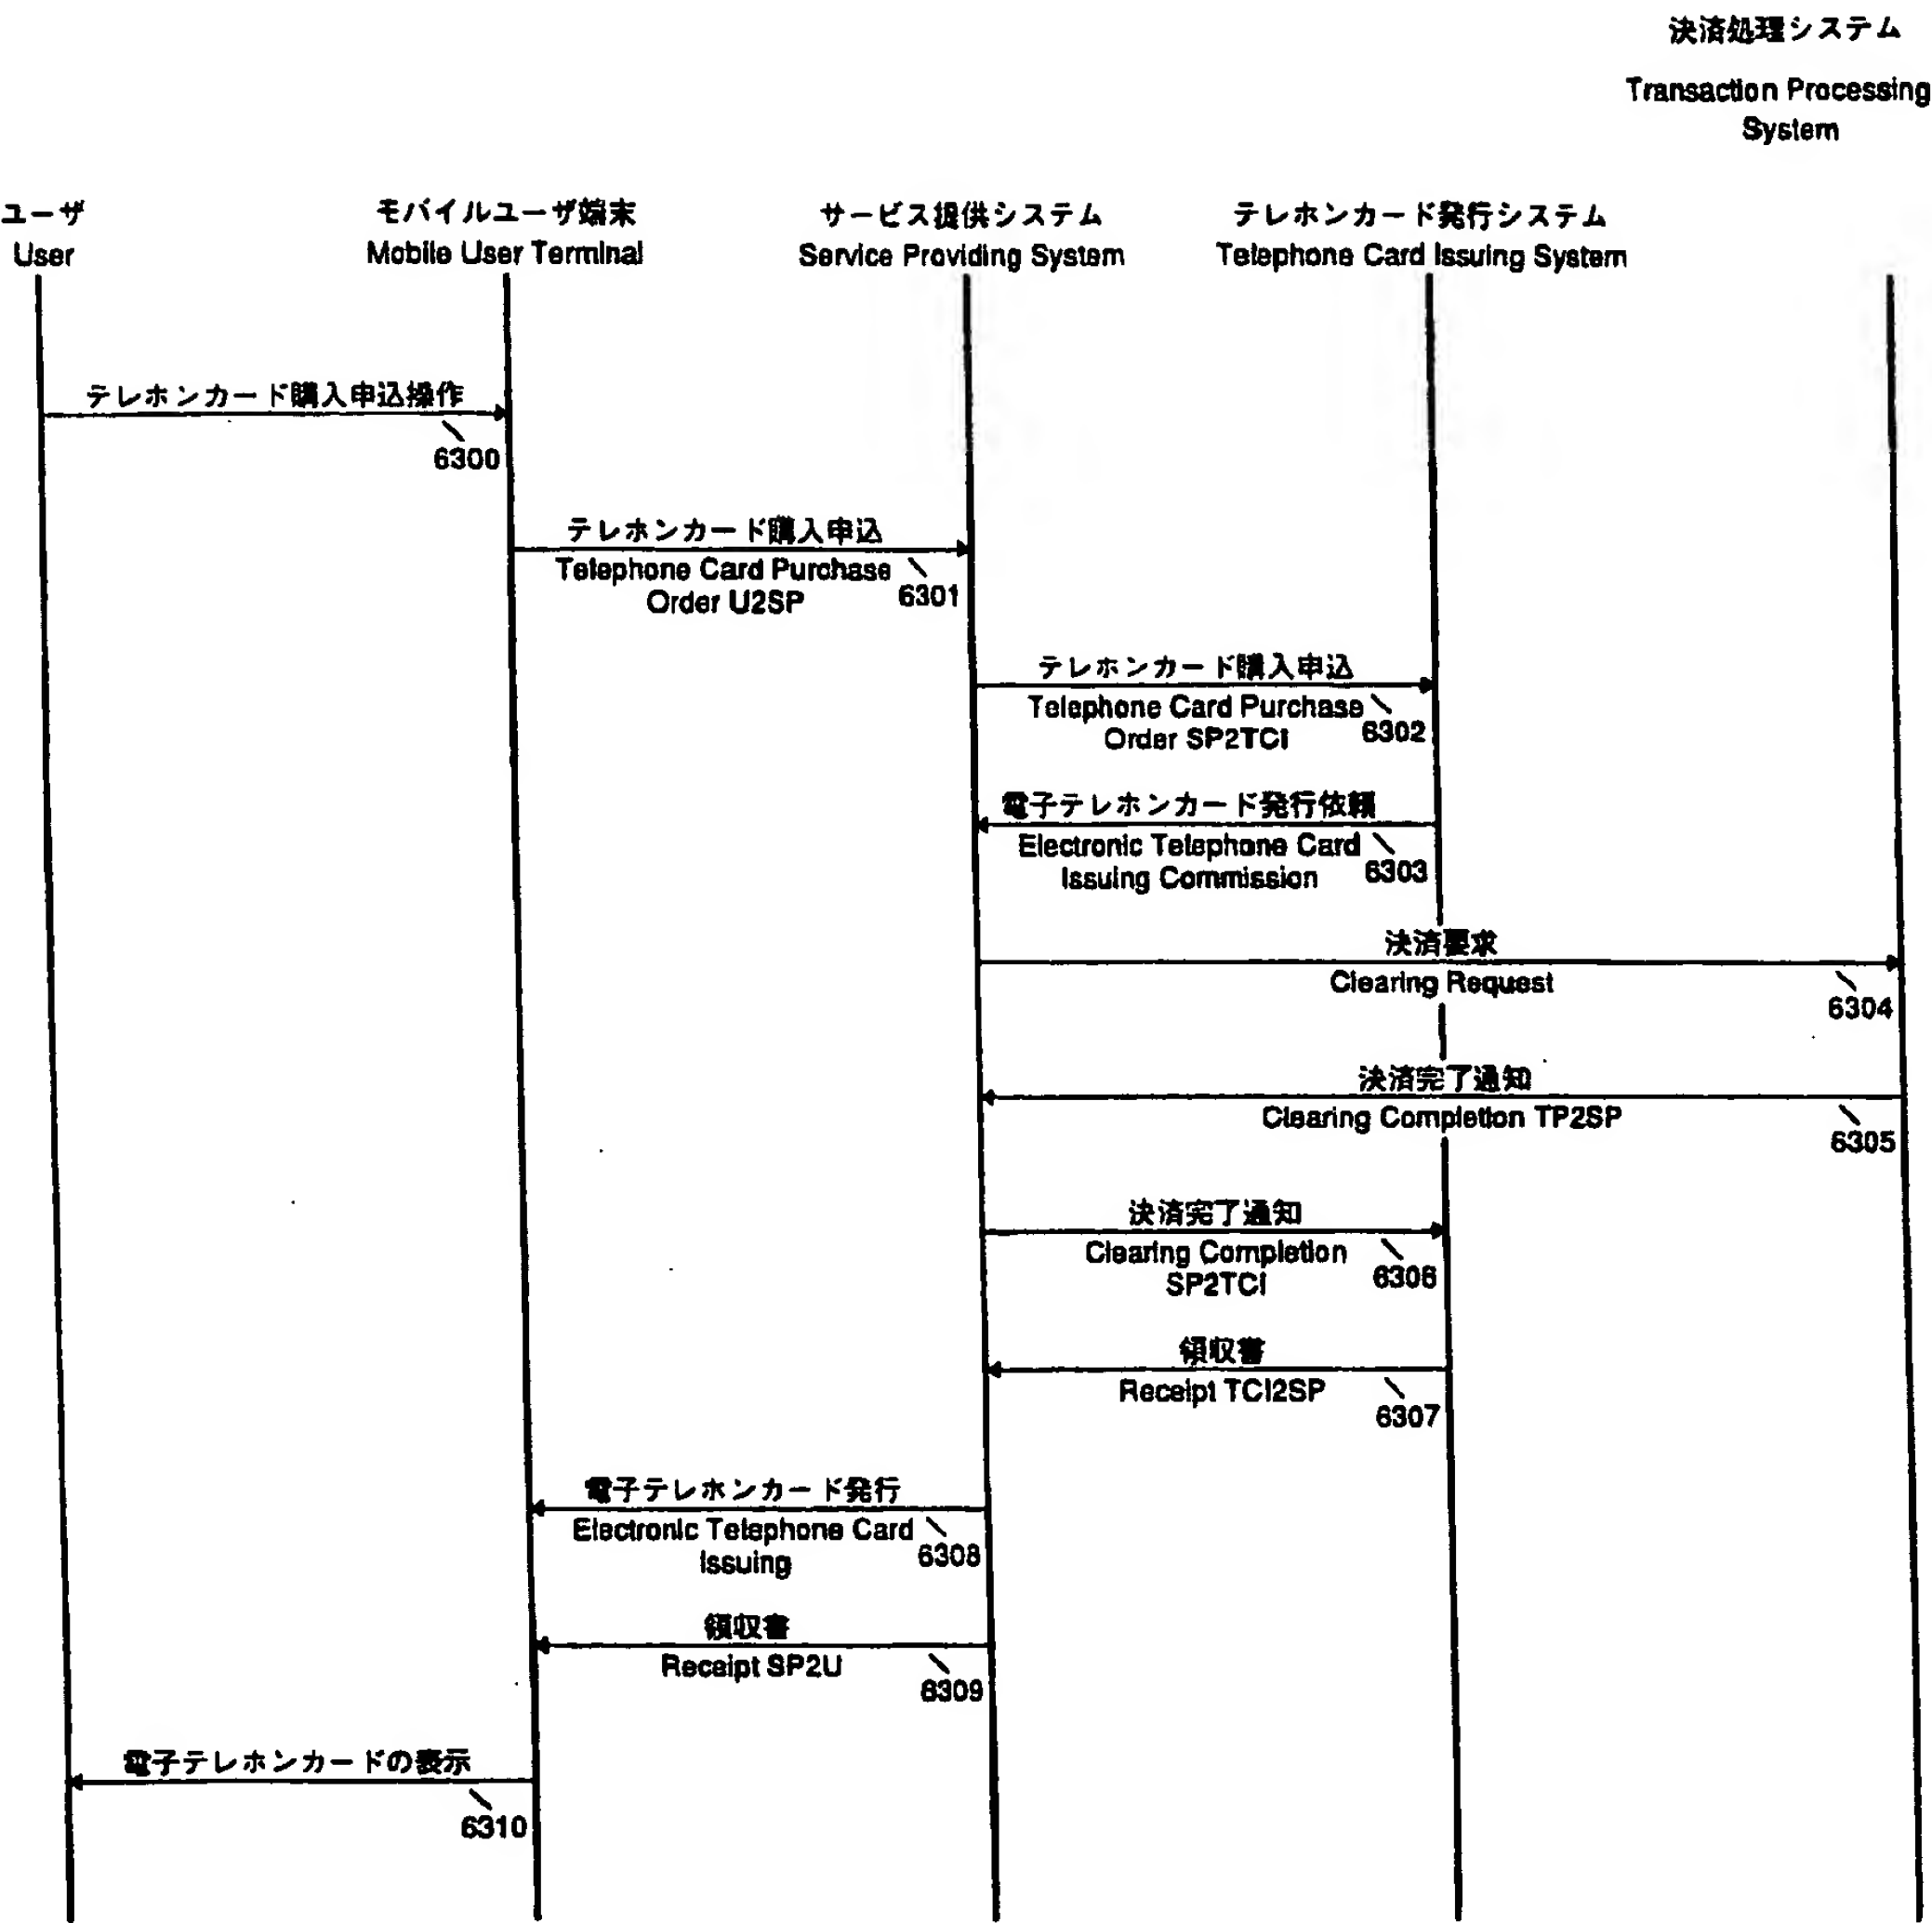 決済処理システム
Transaction Processing
System
ユーザ
User
モバイルユーザ端末
Mobile User Terminal
サービス提供システム
Service Providing System
テレホンカード発行システム
Telephone Card Issuing System
テレホンカード購入申込操作
6300
テレホンカード購入申込
Telephone Card Purchase
Order U2SP
6301
テレホンカード購入申込
Telephone Card Purchase
Order SP2TCI
6302
電子テレホンカード発行依頼
Electronic Telephone Card
Issuing Commission
6303
決済要求
Clearing Request
6304
決済完了通知
Clearing Completion TP2SP
6305
決済完了通知
Clearing Completion
SP2TCI
6306
領収書
Receipt TCI2SP
6307
電子テレホンカード発行
Electronic Telephone Card
Issuing
6308
領収書
Receipt SP2U
6309
電子テレホンカードの表示
6310